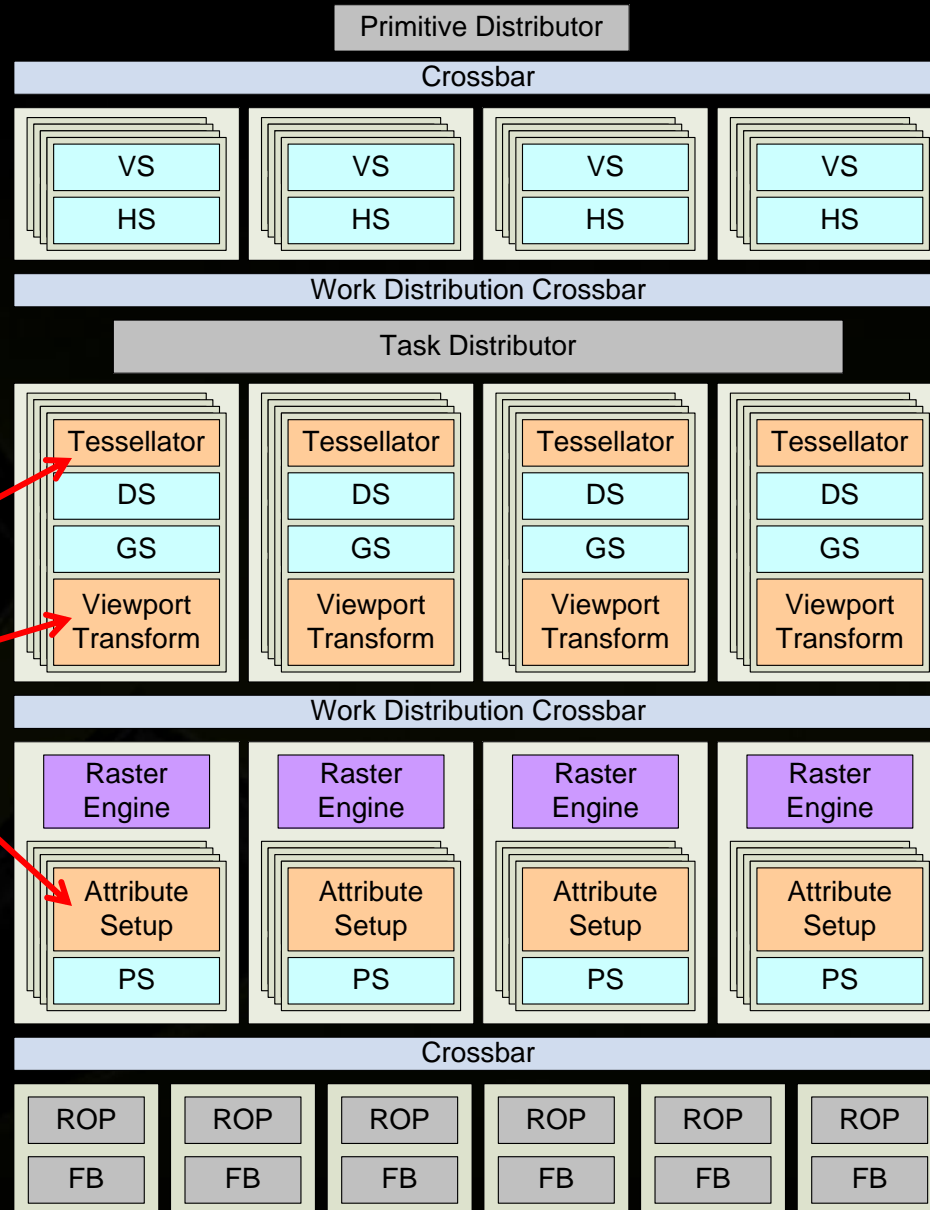 Primitive Distributor
Crossbar
VS VS VS VS
HS HS HS HS
Work Distribution Crossbar
Task Distributor
Tessellator Tessellator Tessellator Tessellator
DS DS DS DS
GS GS GS GS
Viewport Viewport Viewport Viewport
Transform Transform Transform Transform
Work Distribution Crossbar
Raster Raster Raster Raster
Engine Engine Engine Engine
Attribute Attribute Attribute Attribute
Setup Setup Setup Setup
PS PS PS PS
Crossbar
ROP ROP ROP ROP ROP ROP
FB FB FB FB FB FB